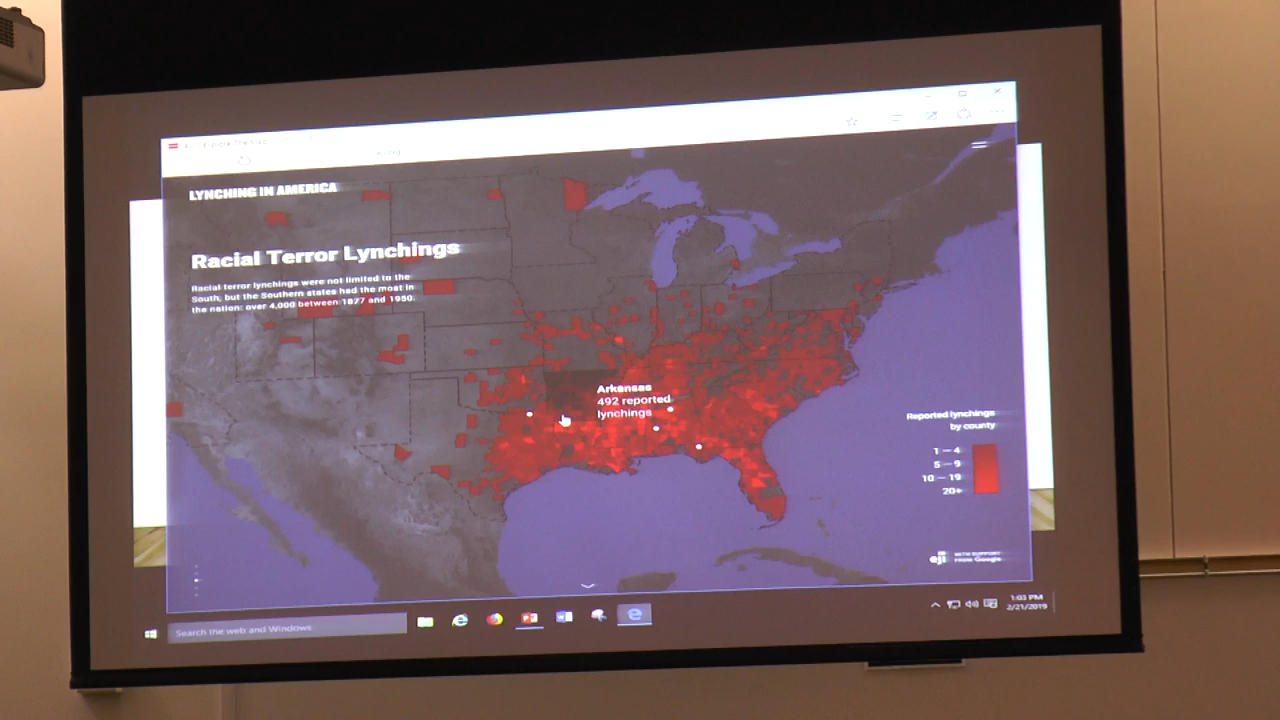 Explore The Map
LYNCHING IN AMERICA
Racial Terror Lynchings
Racial terror lynchings were not limited to the
South, but the Southern states had the most in
the nation: over 4,000 between 1877 and 1950.
Arkansas
492 reported
lynchings
Reported lynchings
by county
1 — 4
5 — 9
10 — 19
20+
eji
WITH SUPPORT
FROM Google
Search the web and Windows
1:03 PM
2/21/2019